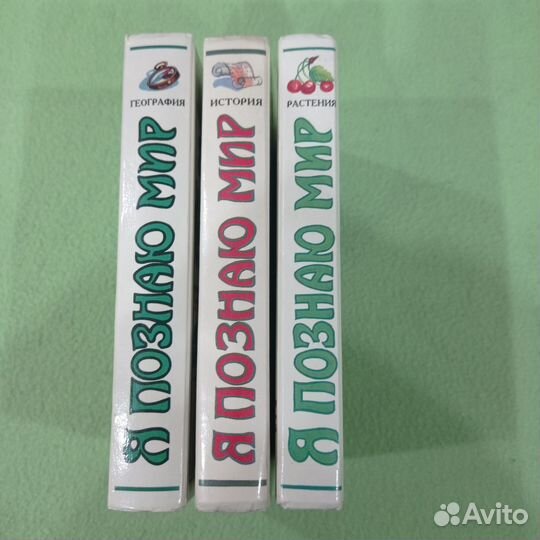 ГЕОГРАФИЯ
Я ПОЗНАЮ МИР
ИСТОРИЯ
Я ПОЗНАЮ МИР
РАСТЕНИЯ
Я ПОЗНАЮ МИР
Avito